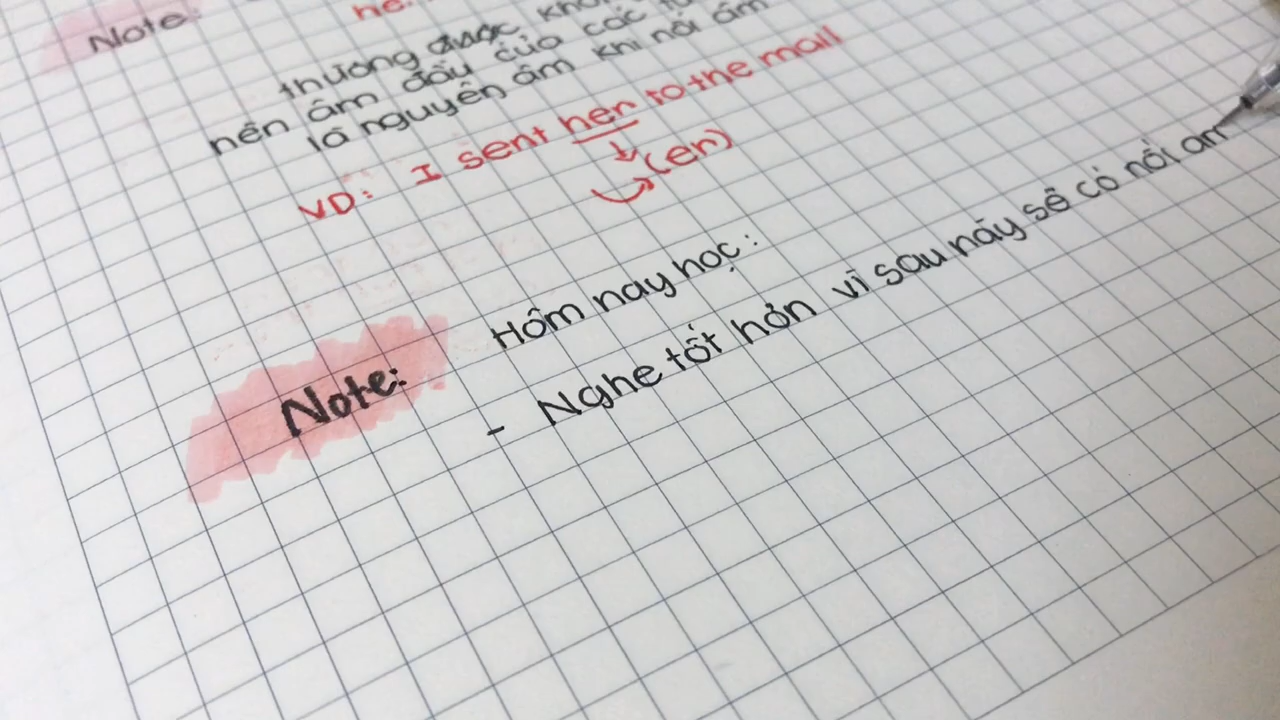 Note:
he.
thường được
nên âm đầu của các
là nguyên âm khi nối âm
VD: I sent her to the mall
(er)
Note:
Hôm nay học:
- Nghe tốt hơn vì sau này sẽ có nối âm